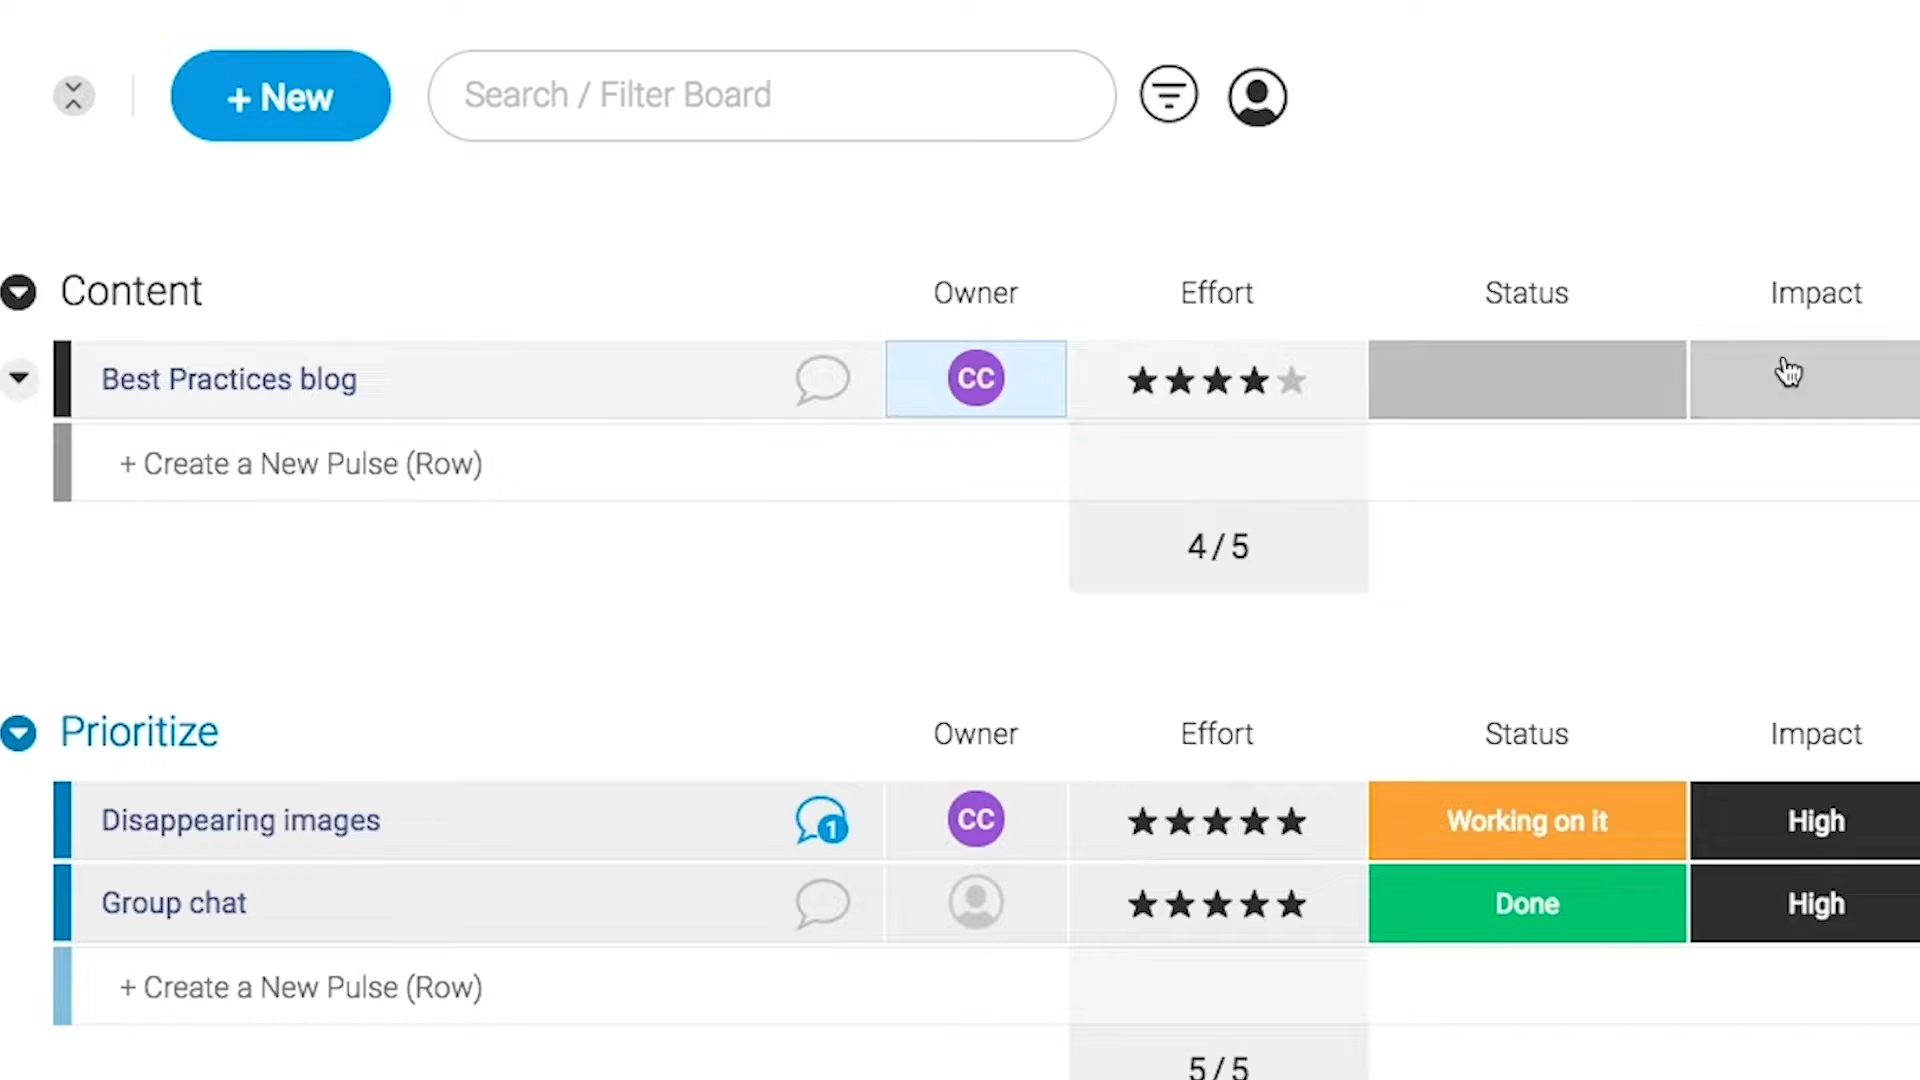 + New
Search / Filter Board
Content Owner Effort Status Impact
Best Practices blog CC
+ Create a New Pulse (Row)
4 / 5
Prioritize Owner Effort Status Impact
Disappearing images 1 CC Working on it High
Group chat Done High
+ Create a New Pulse (Row)
5 / 5